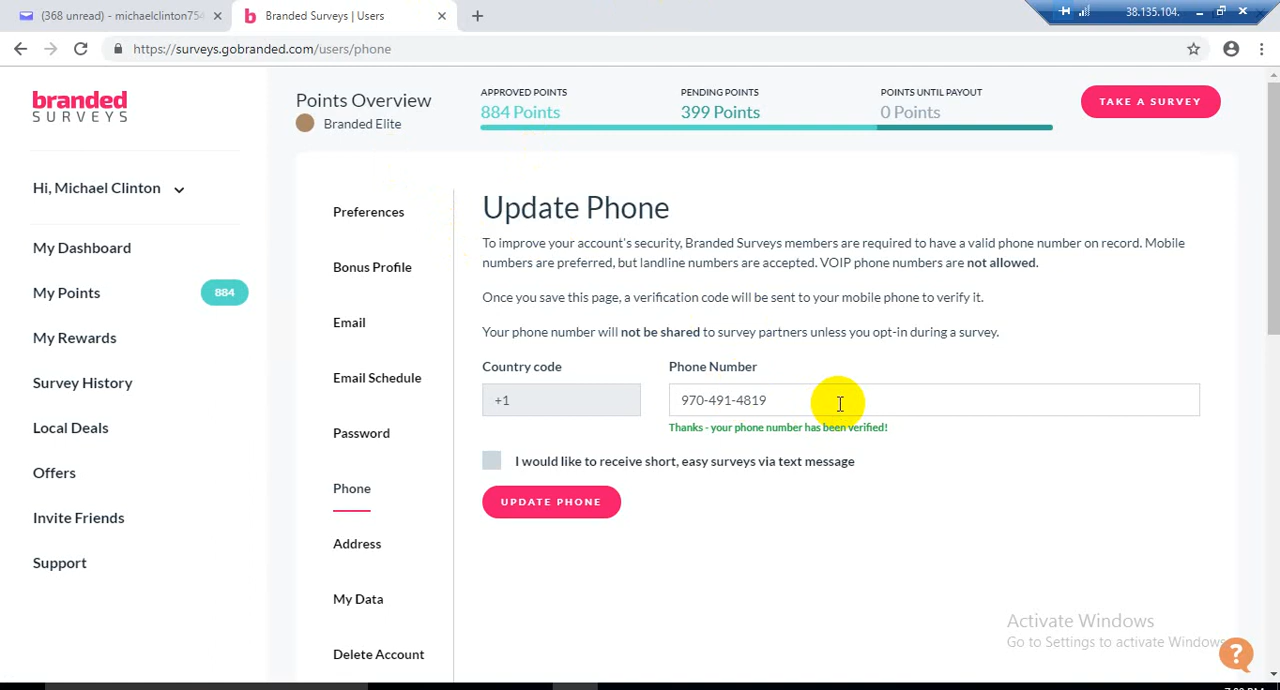 (368 unread) - michaelclinton754
Branded Surveys | Users
38.135.104.
https://surveys.gobranded.com/users/phone
branded
SURVEYS
Points Overview
Branded Elite
APPROVED POINTS
884 Points
PENDING POINTS
399 Points
POINTS UNTIL PAYOUT
0 Points
TAKE A SURVEY
Hi, Michael Clinton
My Dashboard
My Points
884
My Rewards
Survey History
Local Deals
Offers
Invite Friends
Support
Preferences
Bonus Profile
Email
Email Schedule
Password
Phone
Address
My Data
Delete Account
Update Phone
To improve your account's security, Branded Surveys members are required to have a valid phone number on record. Mobile
numbers are preferred, but landline numbers are accepted. VOIP phone numbers are not allowed.
Once you save this page, a verification code will be sent to your mobile phone to verify it.
Your phone number will not be shared to survey partners unless you opt-in during a survey.
Country code
+1
Phone Number
970-491-4819
Thanks - your phone number has been verified!
I would like to receive short, easy surveys via text message
UPDATE PHONE
Activate Windows
Go to Settings to activate Windows
?